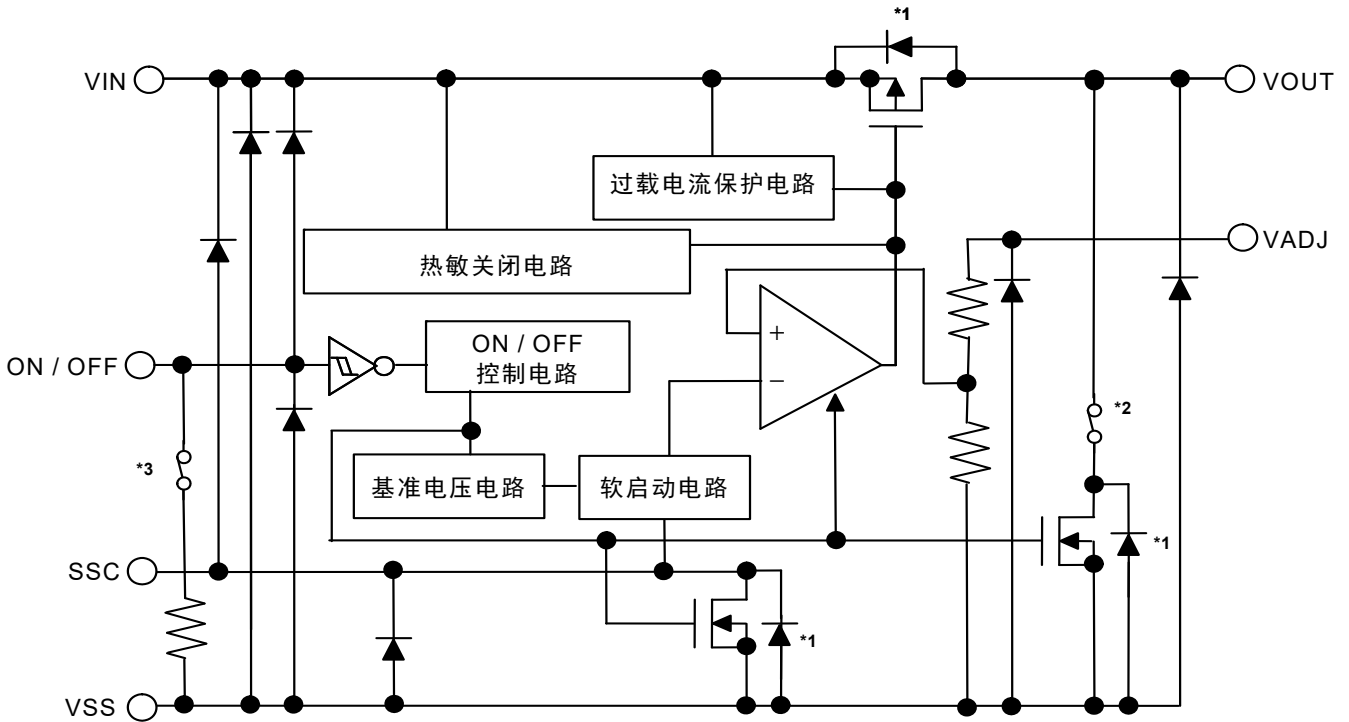 *1
VIN
VOUT
过载电流保护电路
VADJ
热敏关闭电路
+
ON / OFF
ON / OFF
控制电路
−
*2
*3
基准电压电路
软启动电路
*1
SSC
*1
VSS